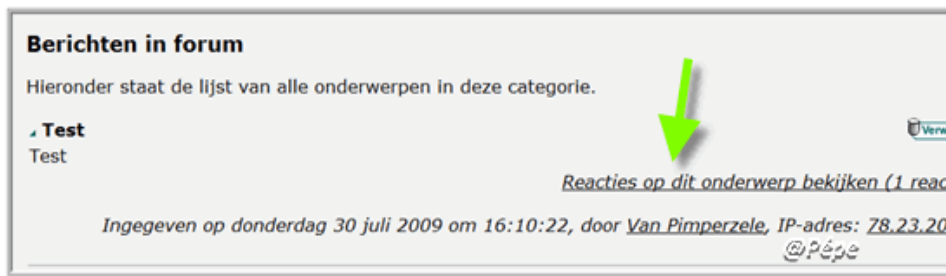 Berichten in forum
Hieronder staat de lijst van alle onderwerpen in deze categorie.
Test
Verw
Test
Reacties op dit onderwerp bekijken (1 reac
Ingegeven op donderdag 30 juli 2009 om 16:10:22, door Van Pimperzele, IP-adres: 78.23.20
@Pépe